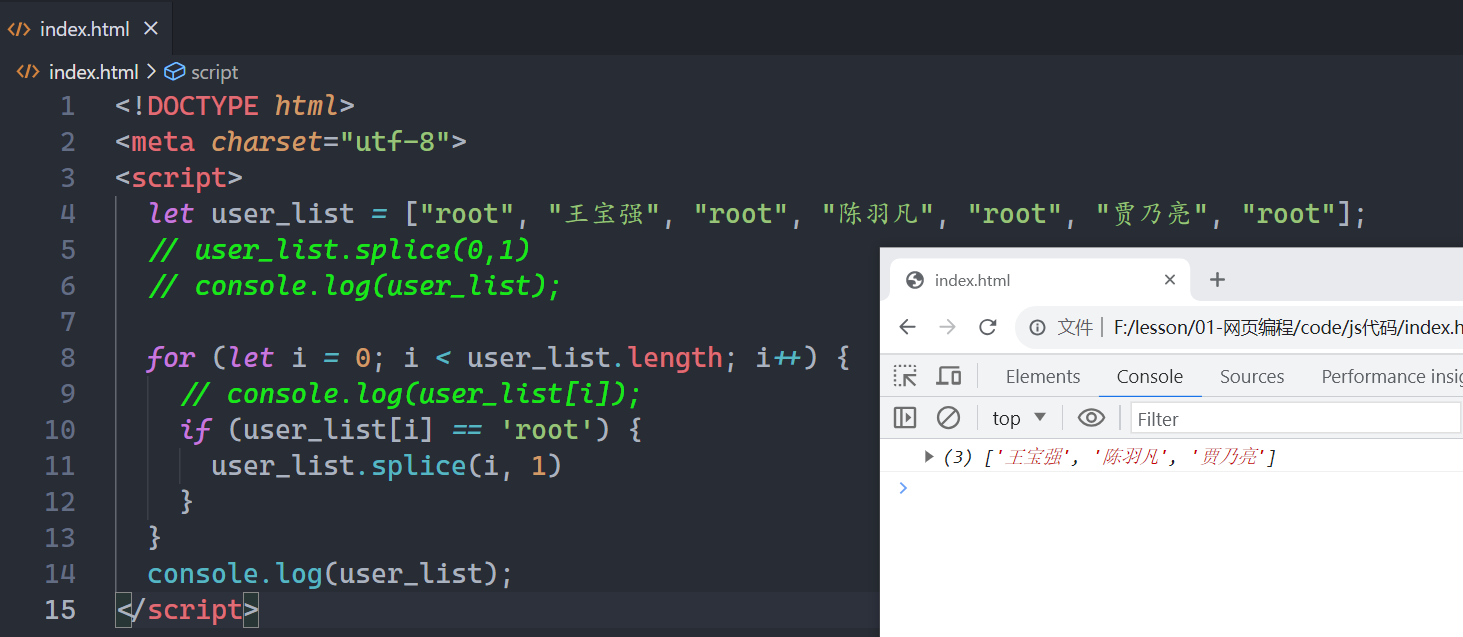 index.html
index.html script
1 <!DOCTYPE html>
2 <meta charset="utf-8">
3 <script>
4 let user_list = ["root", "王宝强", "root", "陈羽凡", "root", "贾乃亮", "root"];
5 // user_list.splice(0,1)
6 // console.log(user_list);
7
8 for (let i = 0; i < user_list.length; i++) {
9 // console.log(user_list[i]);
10 if (user_list[i] == 'root') {
11 user_list.splice(i, 1)
12 }
13 }
14 console.log(user_list);
15 </script>
index.html
文件 F:/lesson/01-网页编程/code/js代码/index.h
Elements Console Sources Performance insig
top Filter
(3) ['王宝强', '陈羽凡', '贾乃亮']